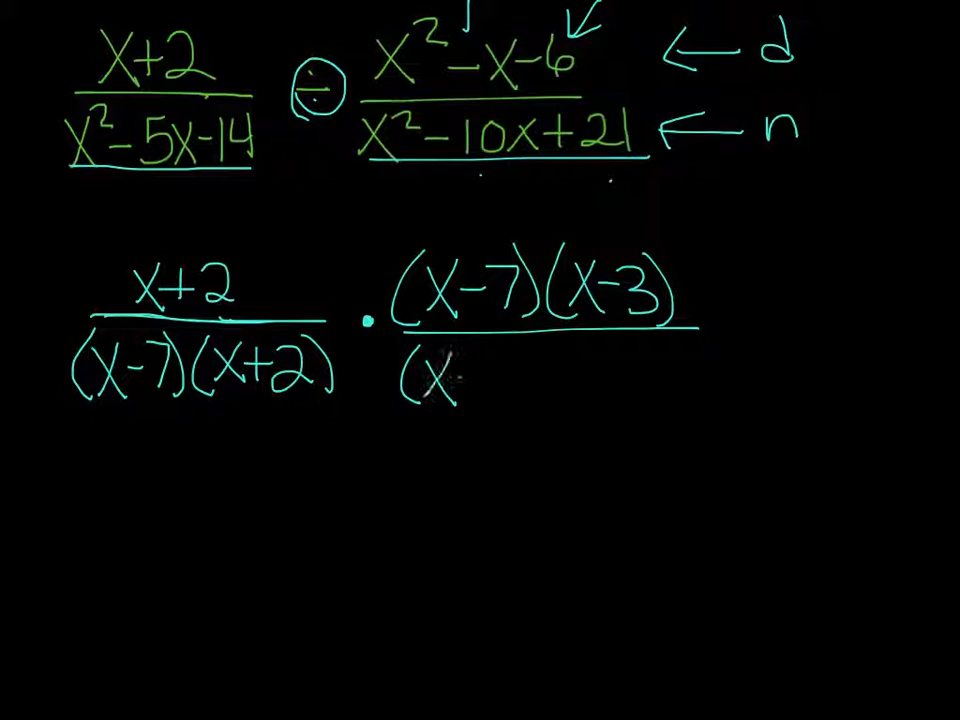 x+2 ÷ x²-x-6 ← d
x²-5x-14 x²-10x+21 ← n
x+2 · (x-7)(x-3)
(x-7)(x+2) (x